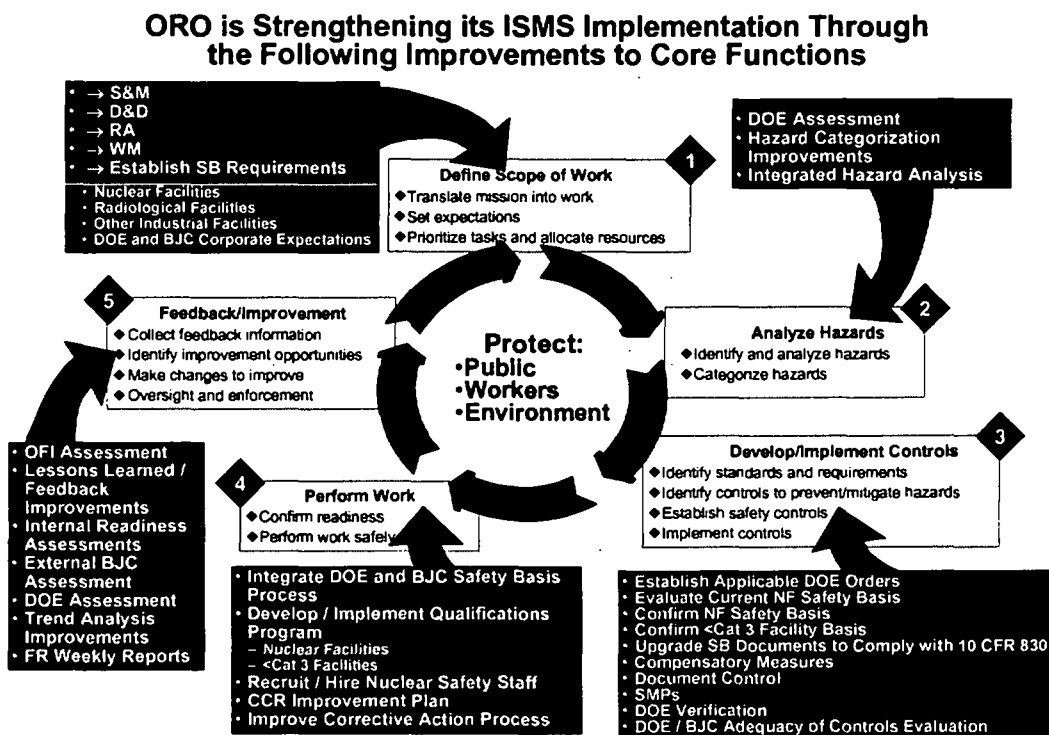 ORO is Strengthening its ISMS Implementation Through
the Following Improvements to Core Functions
• → S&M
• → D&D
• → RA
• → WM
• → Establish SB Requirements
• Nuclear Facilities
• Radiological Facilities
• Other Industrial Facilities
• DOE and BJC Corporate Expectations
1
Define Scope of Work
◆ Translate mission into work
◆ Set expectations
◆ Prioritize tasks and allocate resources
• DOE Assessment
• Hazard Categorization
Improvements
• Integrated Hazard Analysis
2
Analyze Hazards
◆ Identify and analyze hazards
◆ Categorize hazards
3
Develop/Implement Controls
◆ Identify standards and requirements
◆ Identify controls to prevent/mitigate hazards
◆ Establish safety controls
◆ Implement controls
• Establish Applicable DOE Orders
• Evaluate Current NF Safety Basis
• Confirm NF Safety Basis
• Confirm <Cat 3 Facility Basis
• Upgrade SB Documents to Comply with 10 CFR 830
• Compensatory Measures
• Document Control
• SMPs
• DOE Verification
• DOE / BJC Adequacy of Controls Evaluation
4
Perform Work
◆ Confirm readiness
◆ Perform work safely
• Integrate DOE and BJC Safety Basis
Process
• Develop / Implement Qualifications
Program
– Nuclear Facilities
– <Cat 3 Facilities
• Recruit / Hire Nuclear Safety Staff
• CCR Improvement Plan
• Improve Corrective Action Process
5
Feedback/Improvement
◆ Collect feedback information
◆ Identify improvement opportunities
◆ Make changes to improve
◆ Oversight and enforcement
• OFI Assessment
• Lessons Learned /
Feedback
Improvements
• Internal Readiness
Assessments
• External BJC
Assessment
• DOE Assessment
• Trend Analysis
Improvements
• FR Weekly Reports
Protect:
•Public
•Workers
•Environment